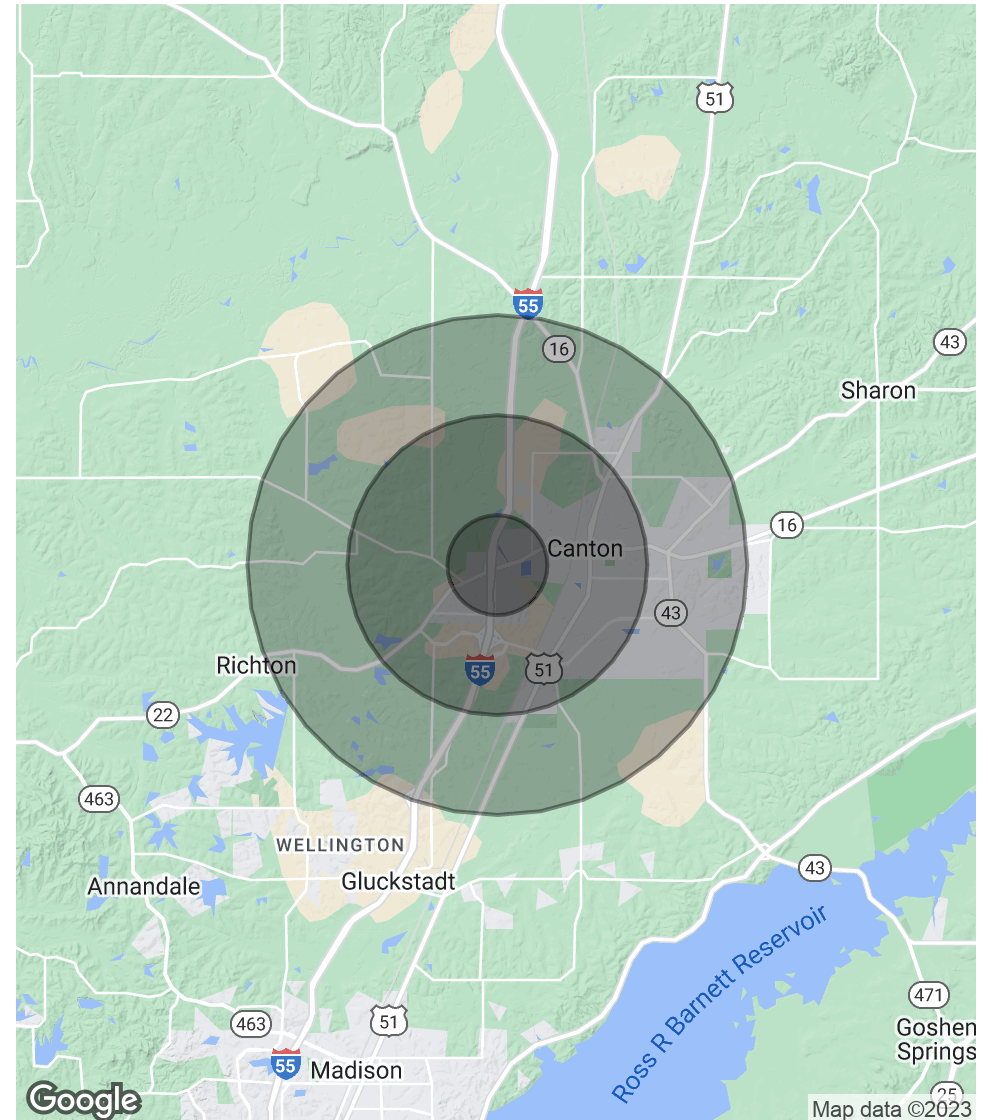 51
55
16
43
Sharon
16
Canton
43
Richton
55
51
22
463
WELLINGTON
Gluckstadt
43
Annandale
Ross R Barnett Reservoir
471
463
51
Goshen
Springs
55
Madison
25
Google
Map data ©2023